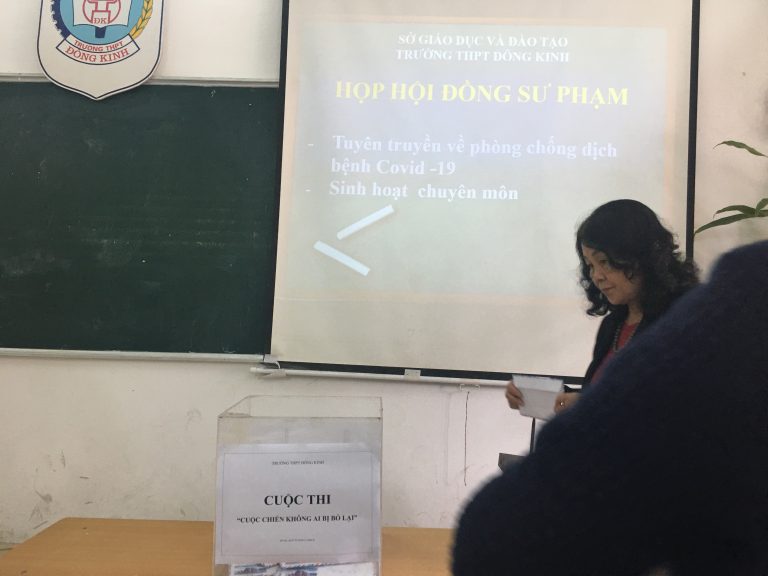 ĐK
TRƯỜNG THPT
ĐÔNG KINH
SỞ GIÁO DỤC VÀ ĐÀO TẠO
TRƯỜNG THPT ĐÔNG KINH
HỌP HỘI ĐỒNG SƯ PHẠM
- Tuyên truyền về phòng chống dịch
bệnh Covid -19
- Sinh hoạt chuyên môn
TRƯỜNG THPT ĐÔNG KINH
CUỘC THI
“CUỘC CHIẾN KHÔNG AI BỊ BỎ LẠI”